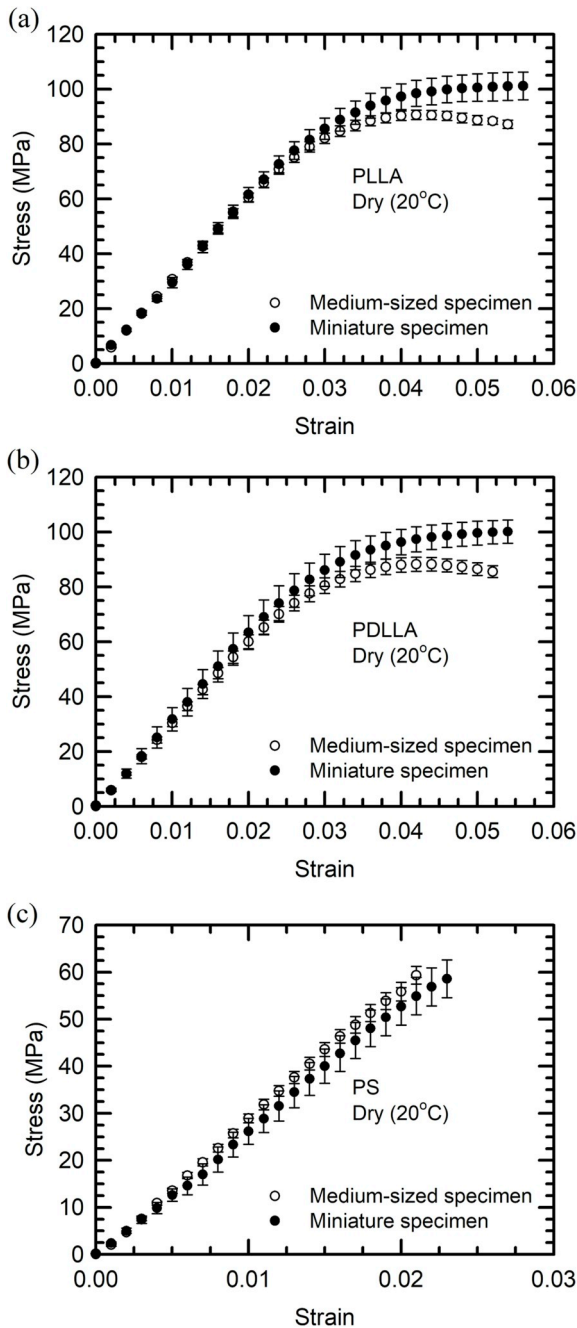 (a)
120
100
80
60
40
20
0
Stress (MPa)
PLLA
Dry (20°C)
Medium-sized specimen
Miniature specimen
0.00 0.01 0.02 0.03 0.04 0.05 0.06
Strain
(b)
120
100
80
60
40
20
0
Stress (MPa)
PDLLA
Dry (20°C)
Medium-sized specimen
Miniature specimen
0.00 0.01 0.02 0.03 0.04 0.05 0.06
Strain
(c)
70
60
50
40
30
20
10
0
Stress (MPa)
PS
Dry (20°C)
Medium-sized specimen
Miniature specimen
0.00 0.01 0.02 0.03
Strain